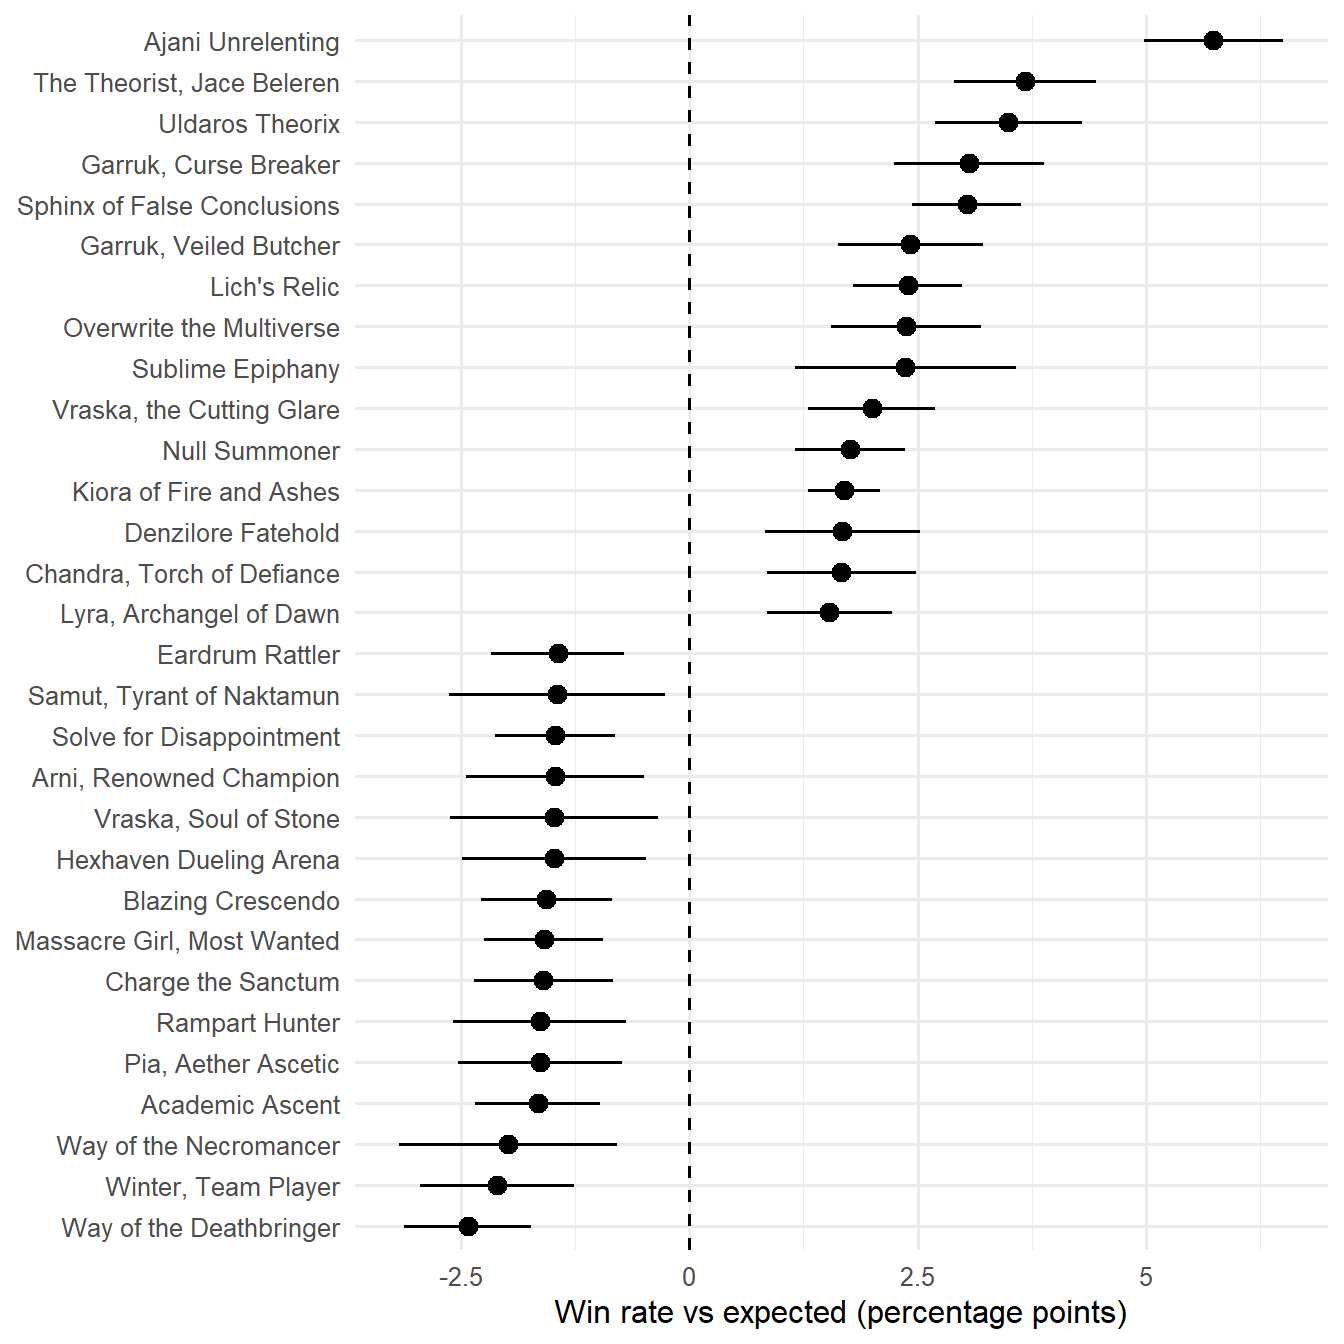 Ajani Unrelenting
The Theorist, Jace Beleren
Uldaros Theorix
Garruk, Curse Breaker
Sphinx of False Conclusions
Garruk, Veiled Butcher
Lich's Relic
Overwrite the Multiverse
Sublime Epiphany
Vraska, the Cutting Glare
Null Summoner
Kiora of Fire and Ashes
Denzilore Fatehold
Chandra, Torch of Defiance
Lyra, Archangel of Dawn
Eardrum Rattler
Samut, Tyrant of Naktamun
Solve for Disappointment
Arni, Renowned Champion
Vraska, Soul of Stone
Hexhaven Dueling Arena
Blazing Crescendo
Massacre Girl, Most Wanted
Charge the Sanctum
Rampart Hunter
Pia, Aether Ascetic
Academic Ascent
Way of the Necromancer
Winter, Team Player
Way of the Deathbringer
-2.5 0 2.5 5
Win rate vs expected (percentage points)